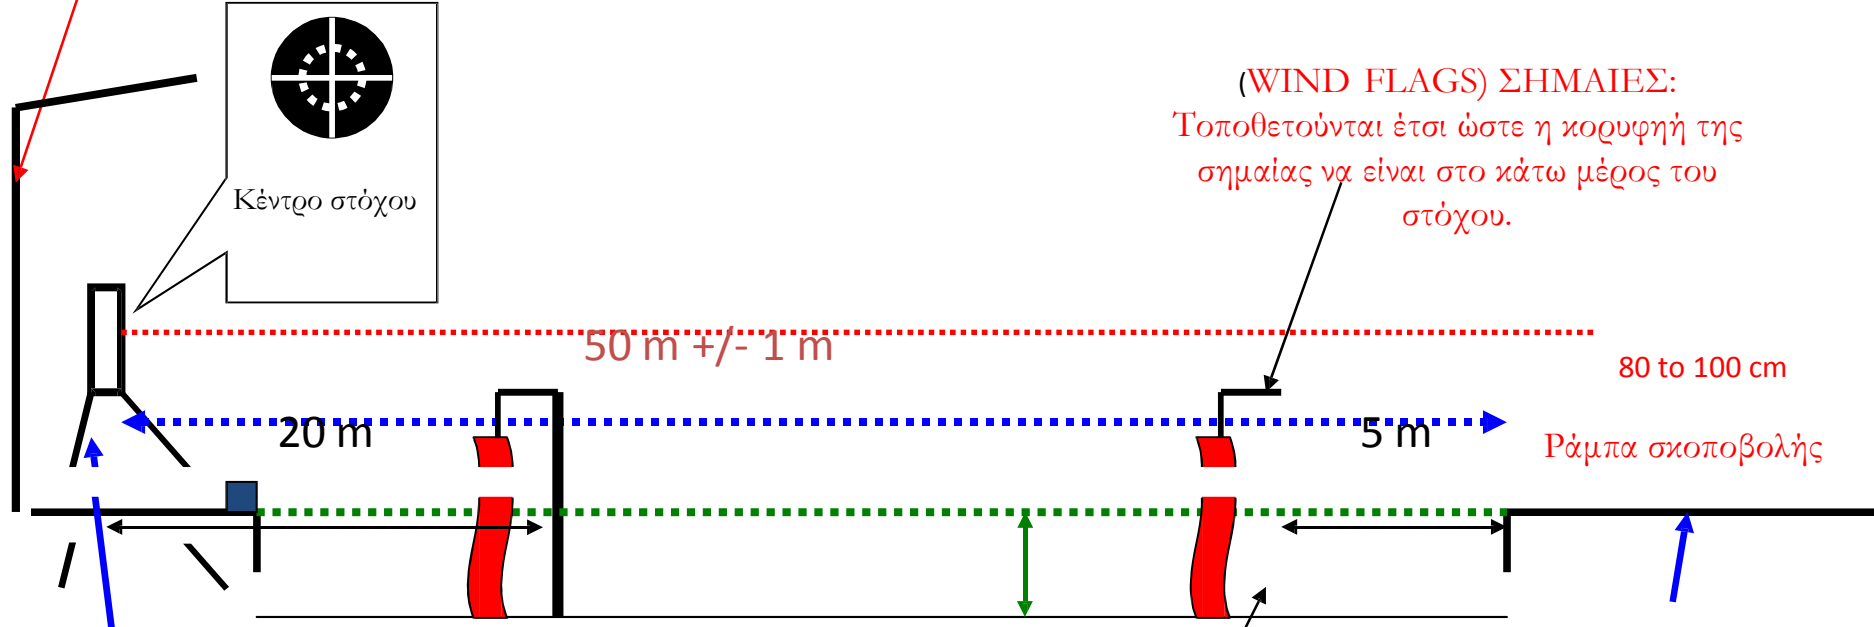 Κέντρο στόχου
(WIND FLAGS) ΣΗΜΑΙΕΣ:
Τοποθετούνται έτσι ώστε η κορυφηή της
σημαίας να είναι στο κάτω μέρος του
στόχου.
50 m +/- 1 m
80 to 100 cm
20 m
5 m
Ράμπα σκοποβολής